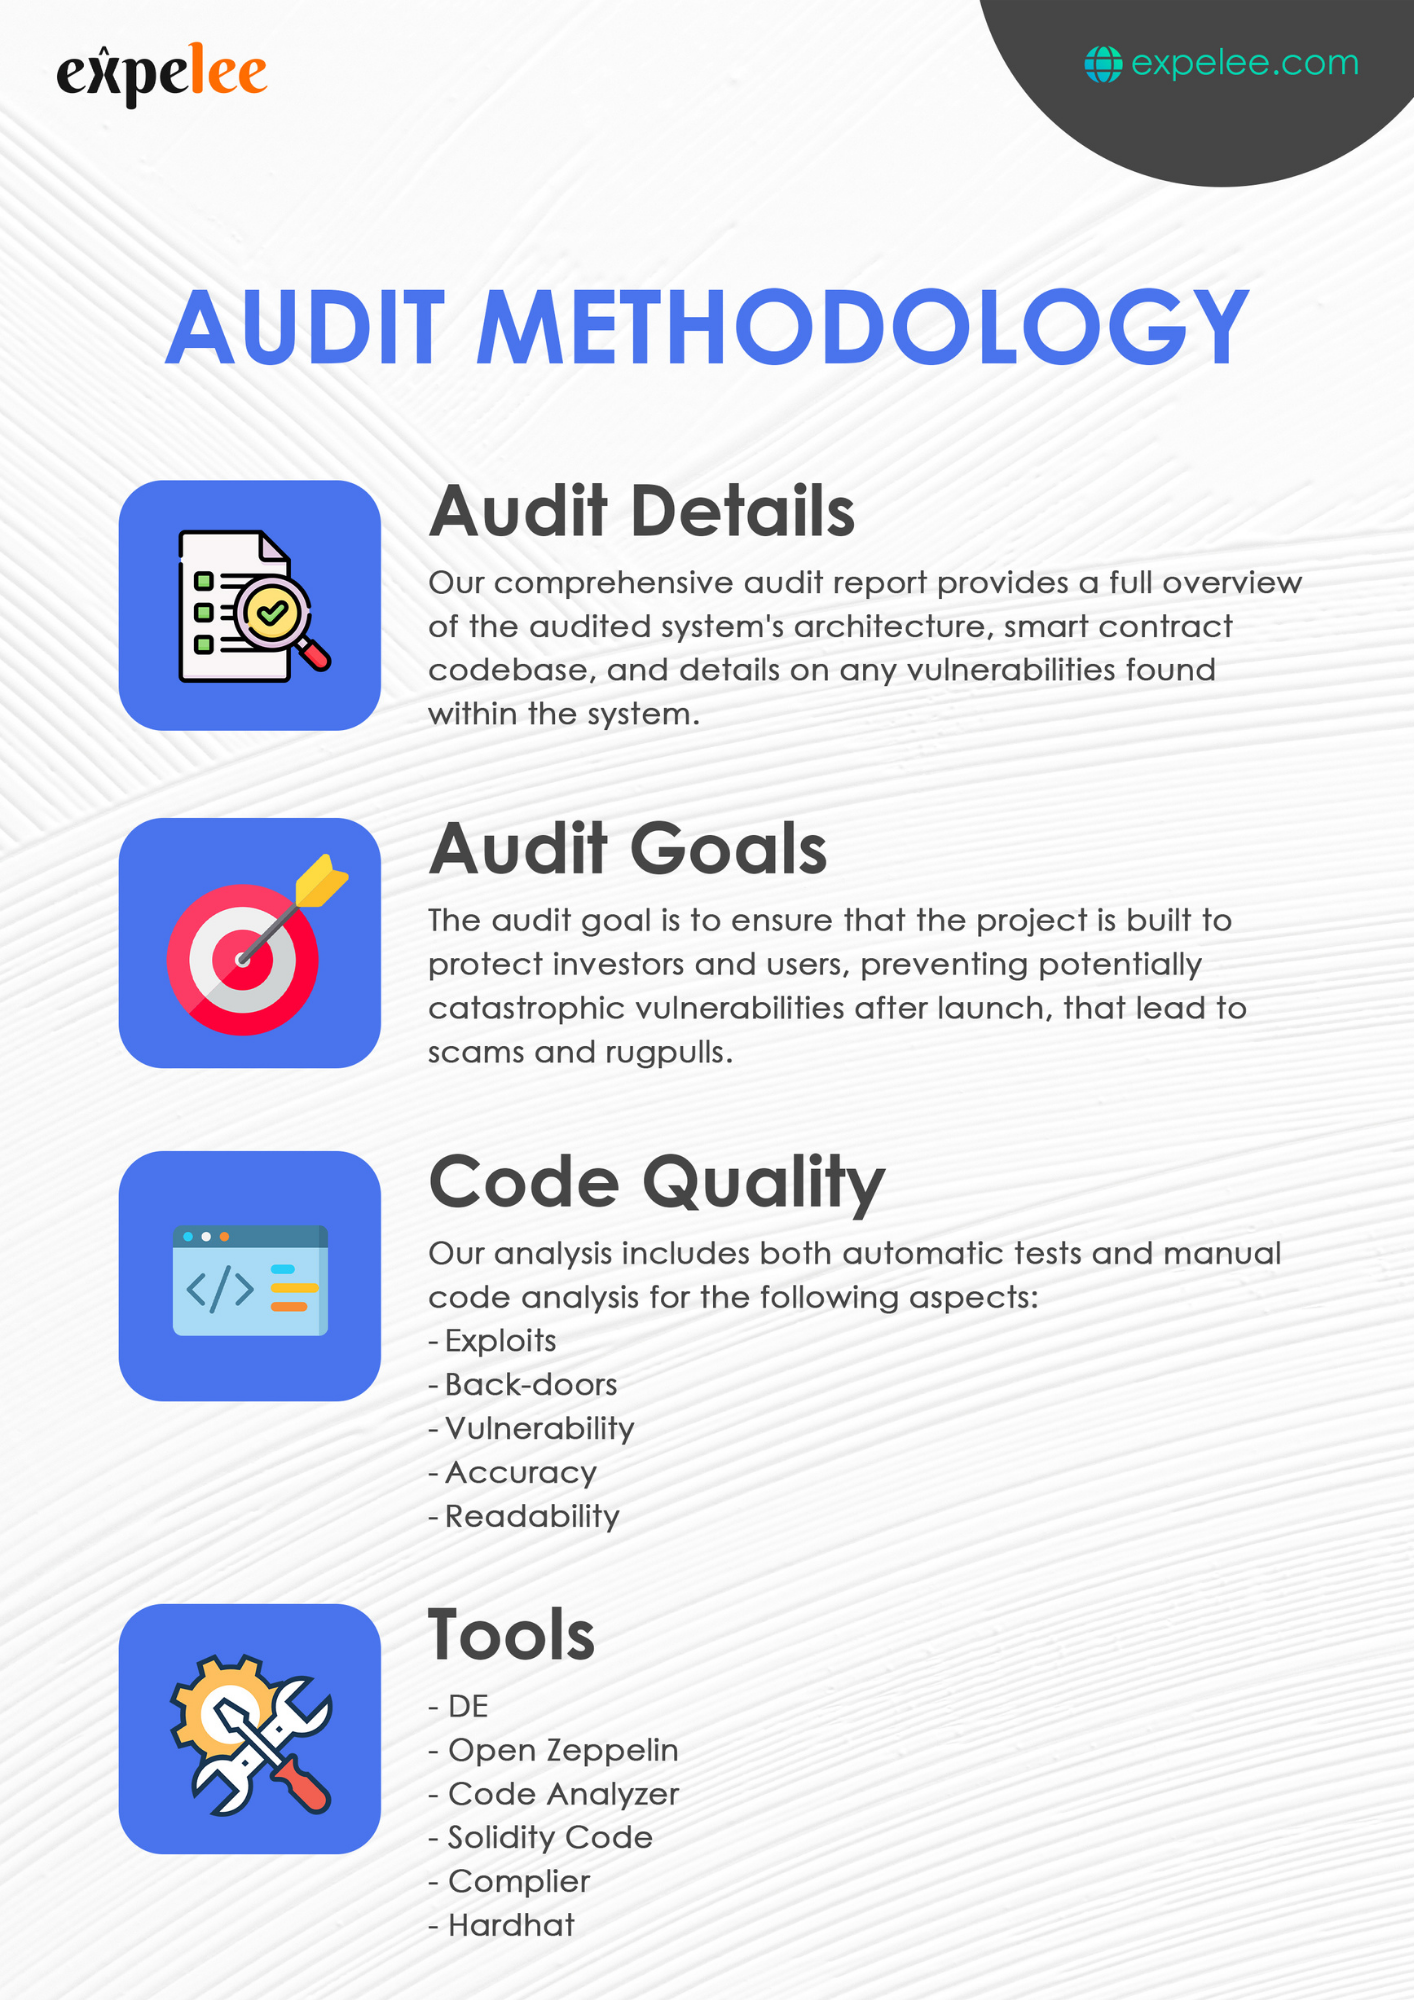 expelee
expelee.com
AUDIT METHODOLOGY
Audit Details
Our comprehensive audit report provides a full overview
of the audited system's architecture, smart contract
codebase, and details on any vulnerabilities found
within the system.
Audit Goals
The audit goal is to ensure that the project is built to
protect investors and users, preventing potentially
catastrophic vulnerabilities after launch, that lead to
scams and rugpulls.
Code Quality
Our analysis includes both automatic tests and manual
code analysis for the following aspects:
- Exploits
- Back-doors
- Vulnerability
- Accuracy
- Readability
Tools
- DE
- Open Zeppelin
- Code Analyzer
- Solidity Code
- Complier
- Hardhat